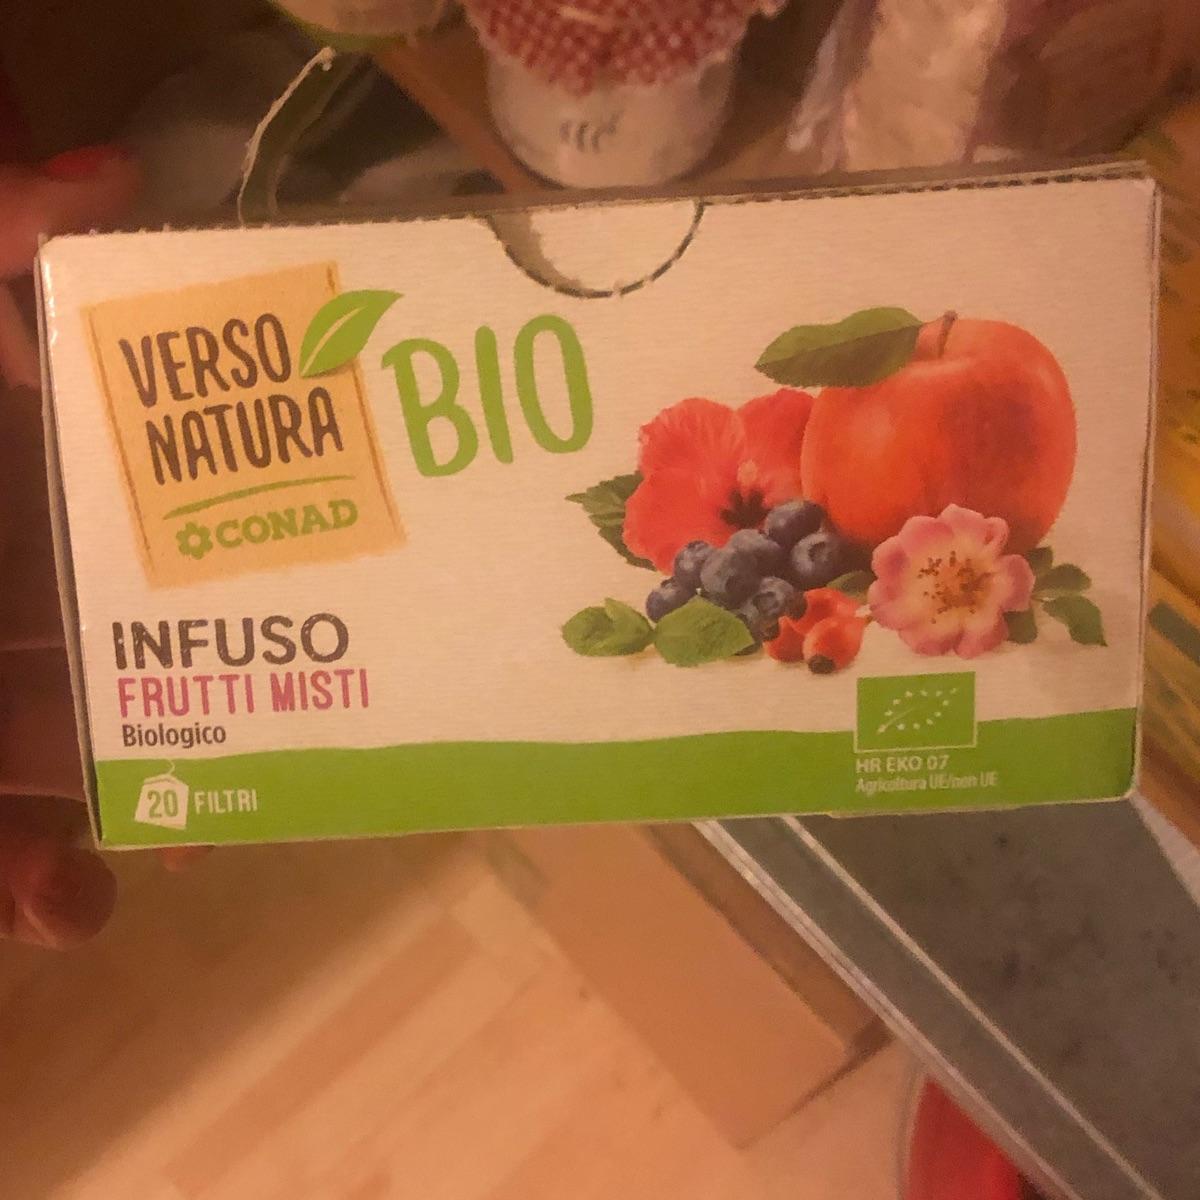 VERSO
NATURA
CONAD
BIO
INFUSO
FRUTTI MISTI
Biologico
20 FILTRI
HR EKO 07
Agricoltura UE/non UE